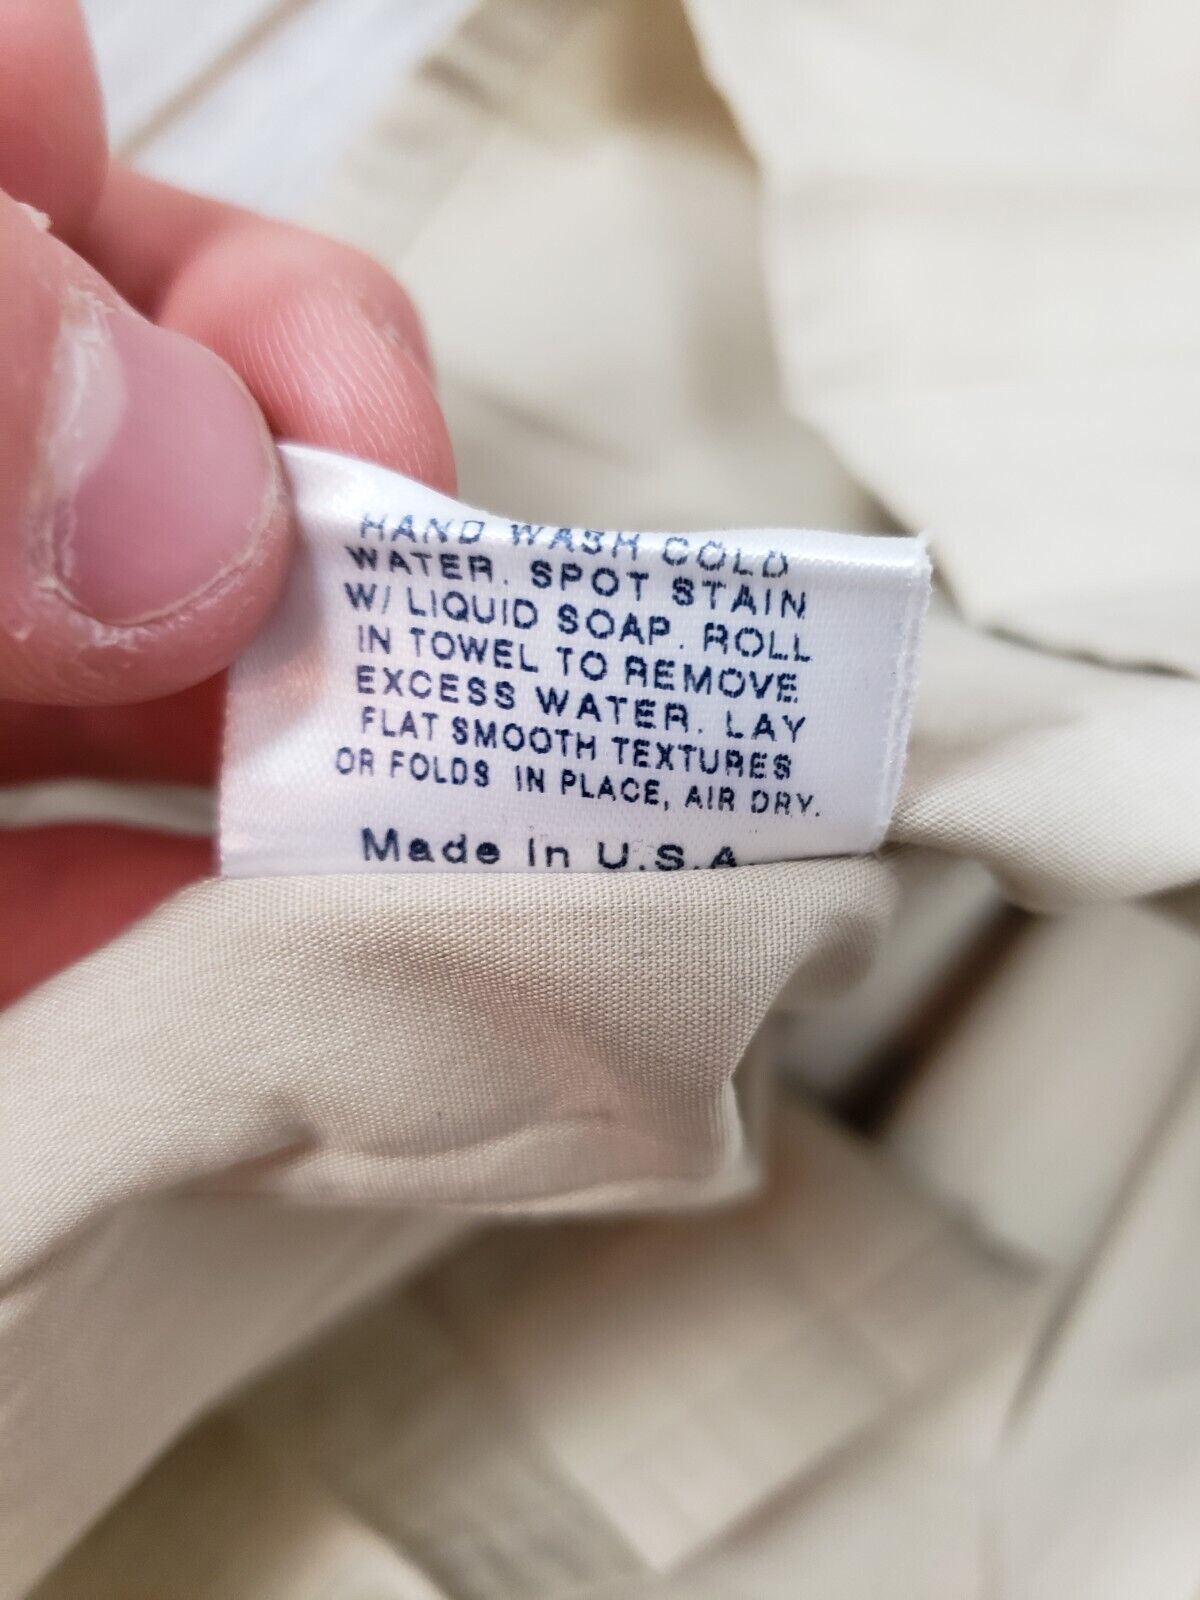 HAND WASH COLD
WATER. SPOT STAIN
W/ LIQUID SOAP. ROLL
IN TOWEL TO REMOVE
EXCESS WATER. LAY
FLAT SMOOTH TEXTURES
OR FOLDS IN PLACE, AIR DRY.
Made in U.S.A.